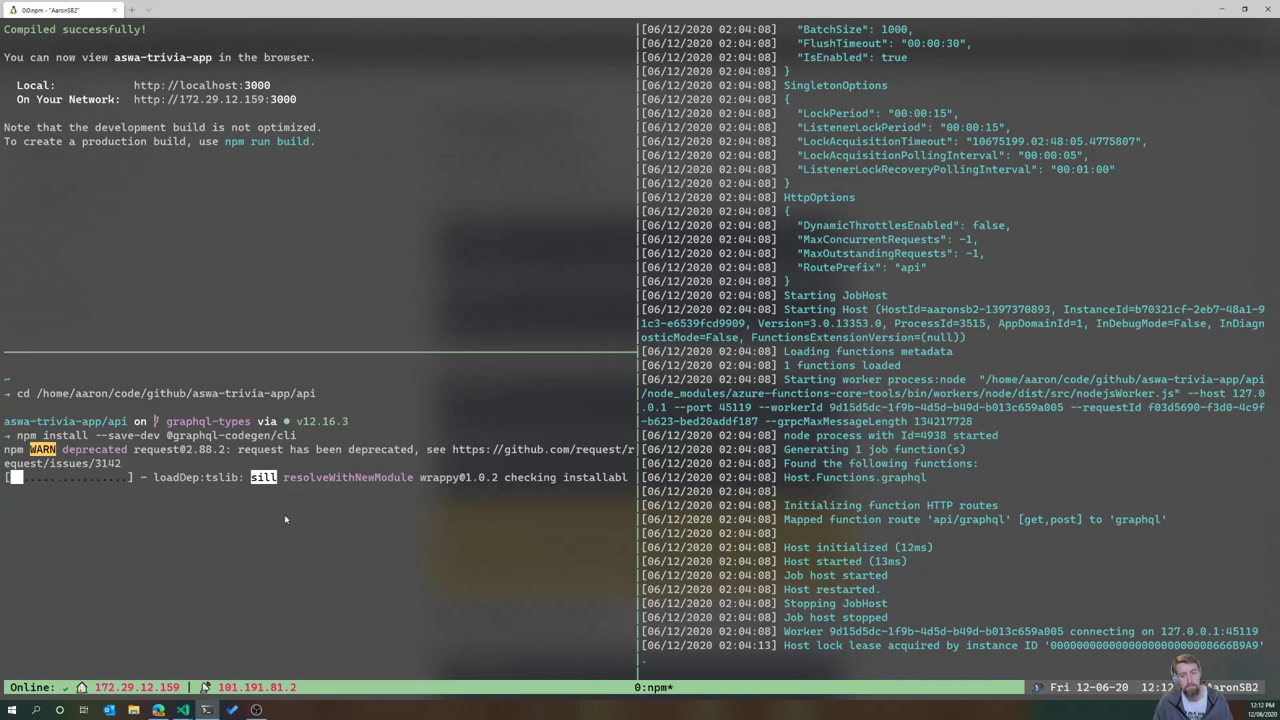 0:0:npm - "AaronSB2"
Compiled successfully!
You can now view aswa-trivia-app in the browser.
Local: http://localhost:3000
On Your Network: http://172.29.12.159:3000
Note that the development build is not optimized.
To create a production build, use npm run build.
~
→ cd /home/aaron/code/github/aswa-trivia-app/api
aswa-trivia-app/api on graphql-types via ● v12.16.3
→ npm install --save-dev @graphql-codegen/cli
npm WARN deprecated request@2.88.2: request has been deprecated, see https://github.com/request/r
equest/issues/3142
[ ................] - loadDep:tslib: sill resolveWithNewModule wrappy@1.0.2 checking installabl
[06/12/2020 02:04:08]   "BatchSize": 1000,
[06/12/2020 02:04:08]   "FlushTimeout": "00:00:30",
[06/12/2020 02:04:08]   "IsEnabled": true
[06/12/2020 02:04:08] }
[06/12/2020 02:04:08] SingletonOptions
[06/12/2020 02:04:08] {
[06/12/2020 02:04:08]   "LockPeriod": "00:00:15",
[06/12/2020 02:04:08]   "ListenerLockPeriod": "00:00:15",
[06/12/2020 02:04:08]   "LockAcquisitionTimeout": "10675199.02:48:05.4775807",
[06/12/2020 02:04:08]   "LockAcquisitionPollingInterval": "00:00:05",
[06/12/2020 02:04:08]   "ListenerLockRecoveryPollingInterval": "00:01:00"
[06/12/2020 02:04:08] }
[06/12/2020 02:04:08] HttpOptions
[06/12/2020 02:04:08] {
[06/12/2020 02:04:08]   "DynamicThrottlesEnabled": false,
[06/12/2020 02:04:08]   "MaxConcurrentRequests": -1,
[06/12/2020 02:04:08]   "MaxOutstandingRequests": -1,
[06/12/2020 02:04:08]   "RoutePrefix": "api"
[06/12/2020 02:04:08] }
[06/12/2020 02:04:08] Starting JobHost
[06/12/2020 02:04:08] Starting Host (HostId=aaronsb2-1397370893, InstanceId=b70321cf-2eb7-48a1-9
1c3-e6539fcd9909, Version=3.0.13353.0, ProcessId=3515, AppDomainId=1, InDebugMode=False, InDiagn
osticMode=False, FunctionsExtensionVersion=(null))
[06/12/2020 02:04:08] Loading functions metadata
[06/12/2020 02:04:08] 1 functions loaded
[06/12/2020 02:04:08] Starting worker process:node  "/home/aaron/code/github/aswa-trivia-app/api
/node_modules/azure-functions-core-tools/bin/workers/node/dist/src/nodejsWorker.js" --host 127.0
.0.1 --port 45119 --workerId 9d15d5dc-1f9b-4d5d-b49d-b013c659a005 --requestId f03d5690-f3d0-4c9f
-b623-bed20addf187 --grpcMaxMessageLength 134217728
[06/12/2020 02:04:08] node process with Id=4938 started
[06/12/2020 02:04:08] Generating 1 job function(s)
[06/12/2020 02:04:08] Found the following functions:
[06/12/2020 02:04:08] Host.Functions.graphql
[06/12/2020 02:04:08]
[06/12/2020 02:04:08] Initializing function HTTP routes
[06/12/2020 02:04:08] Mapped function route 'api/graphql' [get,post] to 'graphql'
[06/12/2020 02:04:08]
[06/12/2020 02:04:08] Host initialized (12ms)
[06/12/2020 02:04:08] Host started (13ms)
[06/12/2020 02:04:08] Job host started
[06/12/2020 02:04:08] Host restarted.
[06/12/2020 02:04:08] Stopping JobHost
[06/12/2020 02:04:08] Job host stopped
[06/12/2020 02:04:08] Worker 9d15d5dc-1f9b-4d5d-b49d-b013c659a005 connecting on 127.0.0.1:45119
[06/12/2020 02:04:13] Host lock lease acquired by instance ID '0000000000000000000000008666B9A9'
.
Online: ✓ 172.29.12.159 | 101.191.81.2
0:npm*
Fri 12-06-20 12:12 AaronSB2
12:12 PM
12/06/2020